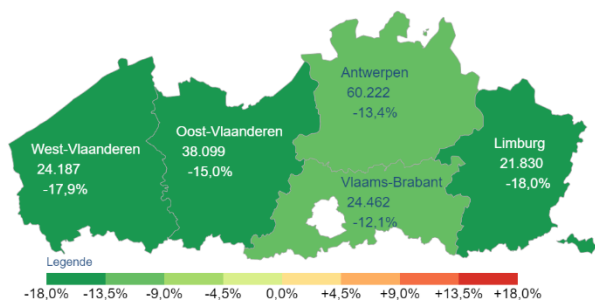 Antwerpen
60.222
-13,4%
Oost-Vlaanderen
38.099
-15,0%
West-Vlaanderen
24.187
-17,9%
Limburg
21.830
-18,0%
Vlaams-Brabant
24.462
-12,1%
Legende
-18,0% -13,5% -9,0% -4,5% 0,0% +4,5% +9,0% +13,5% +18,0%